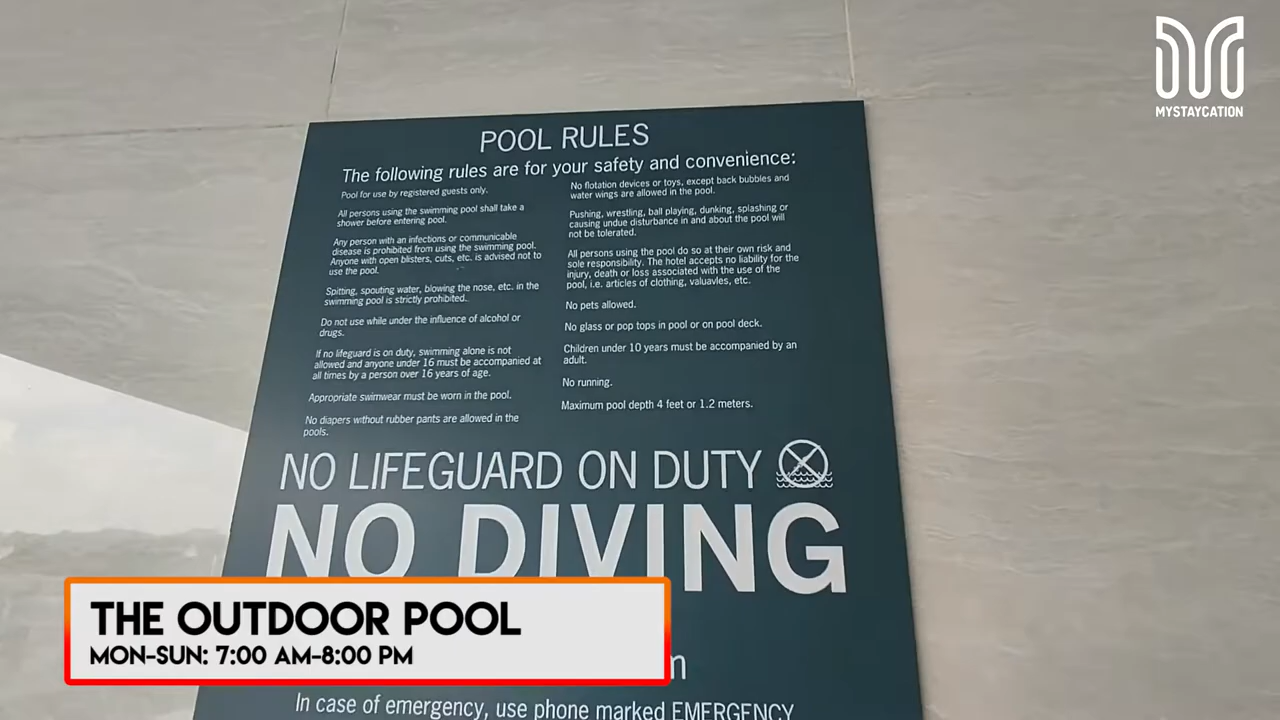 MYSTAYCATION
POOL RULES
The following rules are for your safety and convenience:
Pool for use by registered guests only.
All persons using the swimming pool shall take a
shower before entering pool.
Any person with an infections or communicable
disease is prohibited from using the swimming pool.
Anyone with open blisters, cuts, etc. is advised not to
use the pool.
Spitting, spouting water, blowing the nose, etc. in the
swimming pool is strictly prohibited.
Do not use while under the influence of alcohol or
drugs.
If no lifeguard is on duty, swimming alone is not
allowed and anyone under 16 must be accompanied at
all times by a person over 16 years of age.
Appropriate swimwear must be worn in the pool.
No diapers without rubber pants are allowed in the
pools.
No flotation devices or toys, except back bubbles and
water wings are allowed in the pool.
Pushing, wrestling, ball playing, dunking, splashing or
causing undue disturbance in and about the pool will
not be tolerated.
All persons using the pool do so at their own risk and
sole responsibility. The hotel accepts no liability for the
injury, death or loss associated with the use of the
pool, i.e. articles of clothing, valuavles, etc.
No pets allowed.
No glass or pop tops in pool or on pool deck.
Children under 10 years must be accompanied by an
adult.
No running.
Maximum pool depth 4 feet or 1.2 meters.
NO LIFEGUARD ON DUTY
NO DIVING
THE OUTDOOR POOL
MON-SUN: 7:00 AM-8:00 PM
In case of emergency, use phone marked EMERGENCY